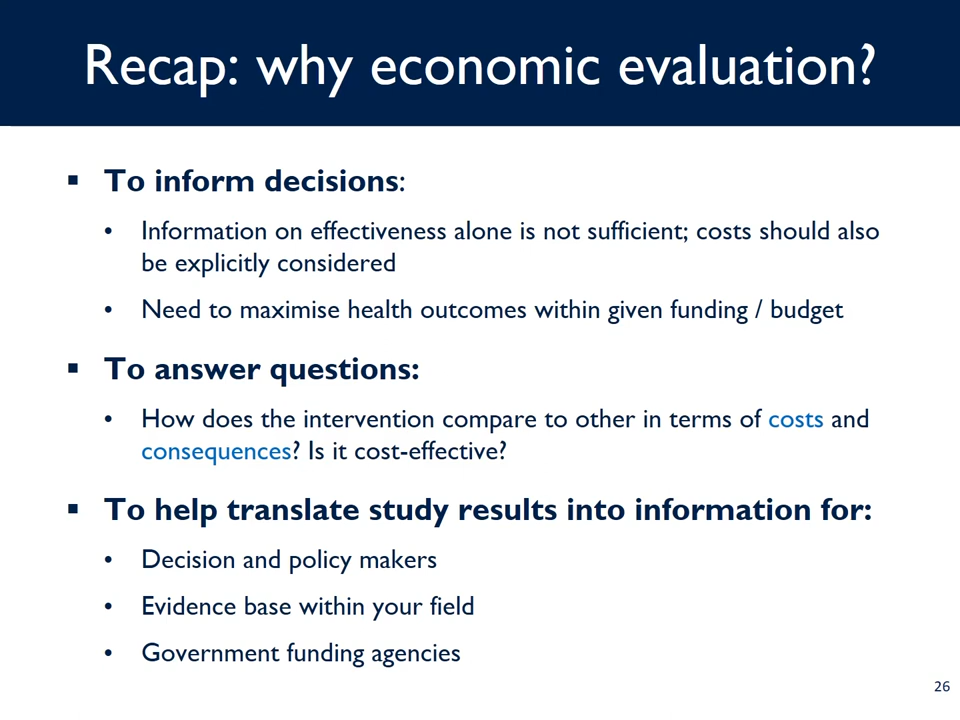 Recap: why economic evaluation?
▪ To inform decisions:
• Information on effectiveness alone is not sufficient; costs should also
be explicitly considered
• Need to maximise health outcomes within given funding / budget
▪ To answer questions:
• How does the intervention compare to other in terms of costs and
consequences? Is it cost-effective?
▪ To help translate study results into information for:
• Decision and policy makers
• Evidence base within your field
• Government funding agencies
26